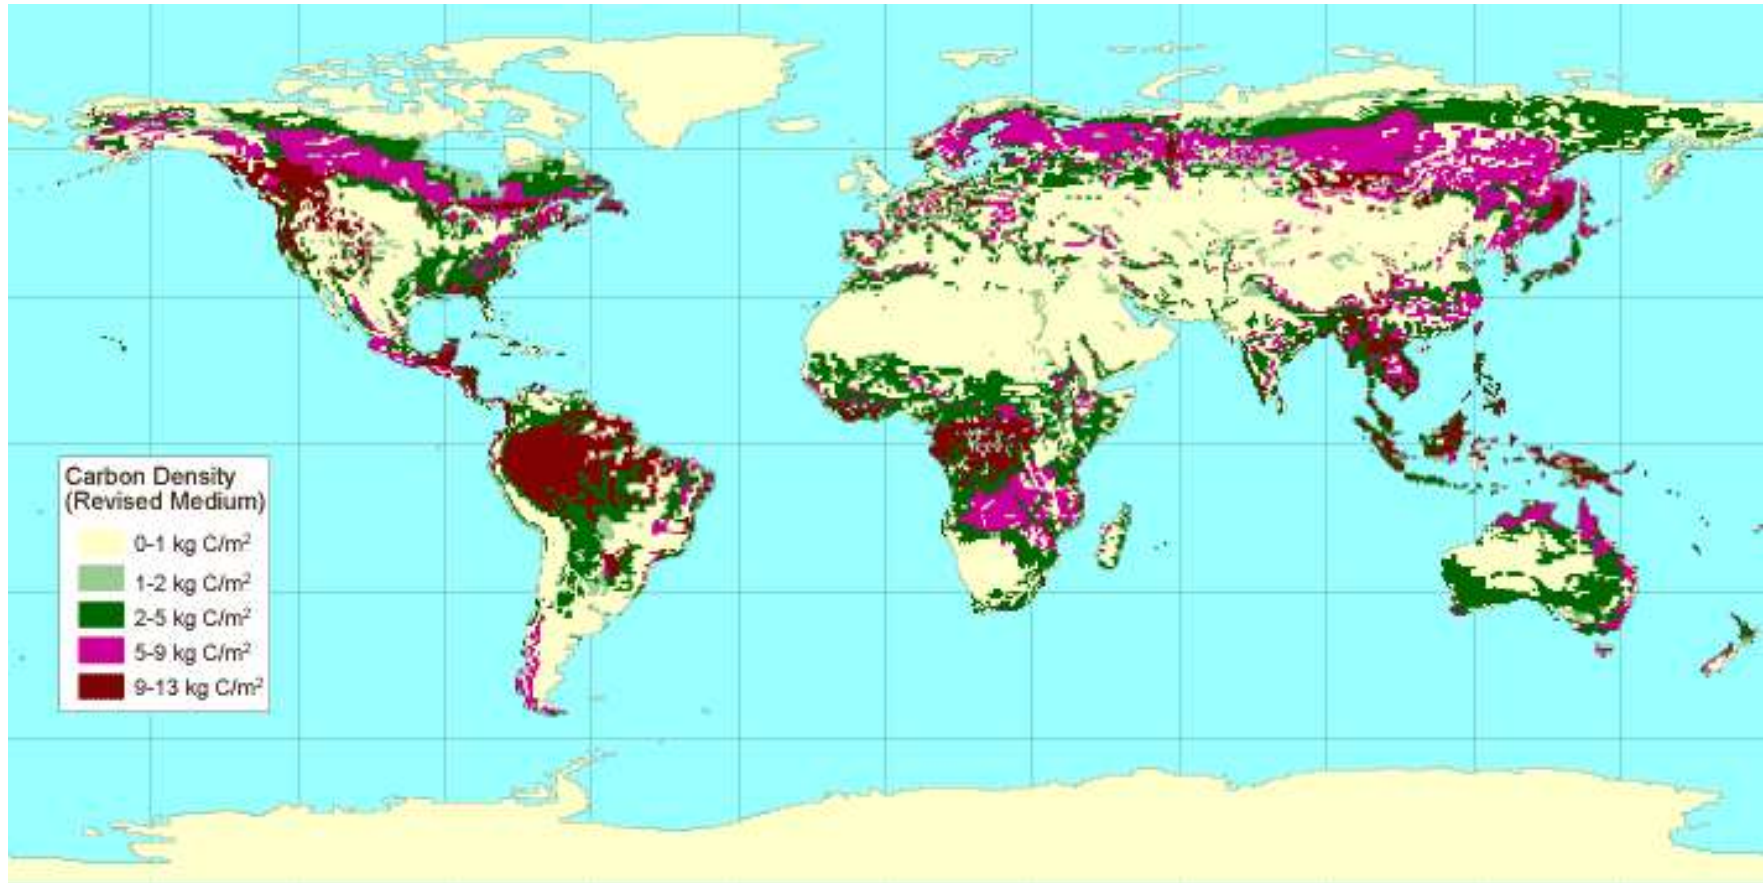 Carbon Density
(Revised Medium)
0-1 kg C/m²
1-2 kg C/m²
2-5 kg C/m²
5-9 kg C/m²
9-13 kg C/m²